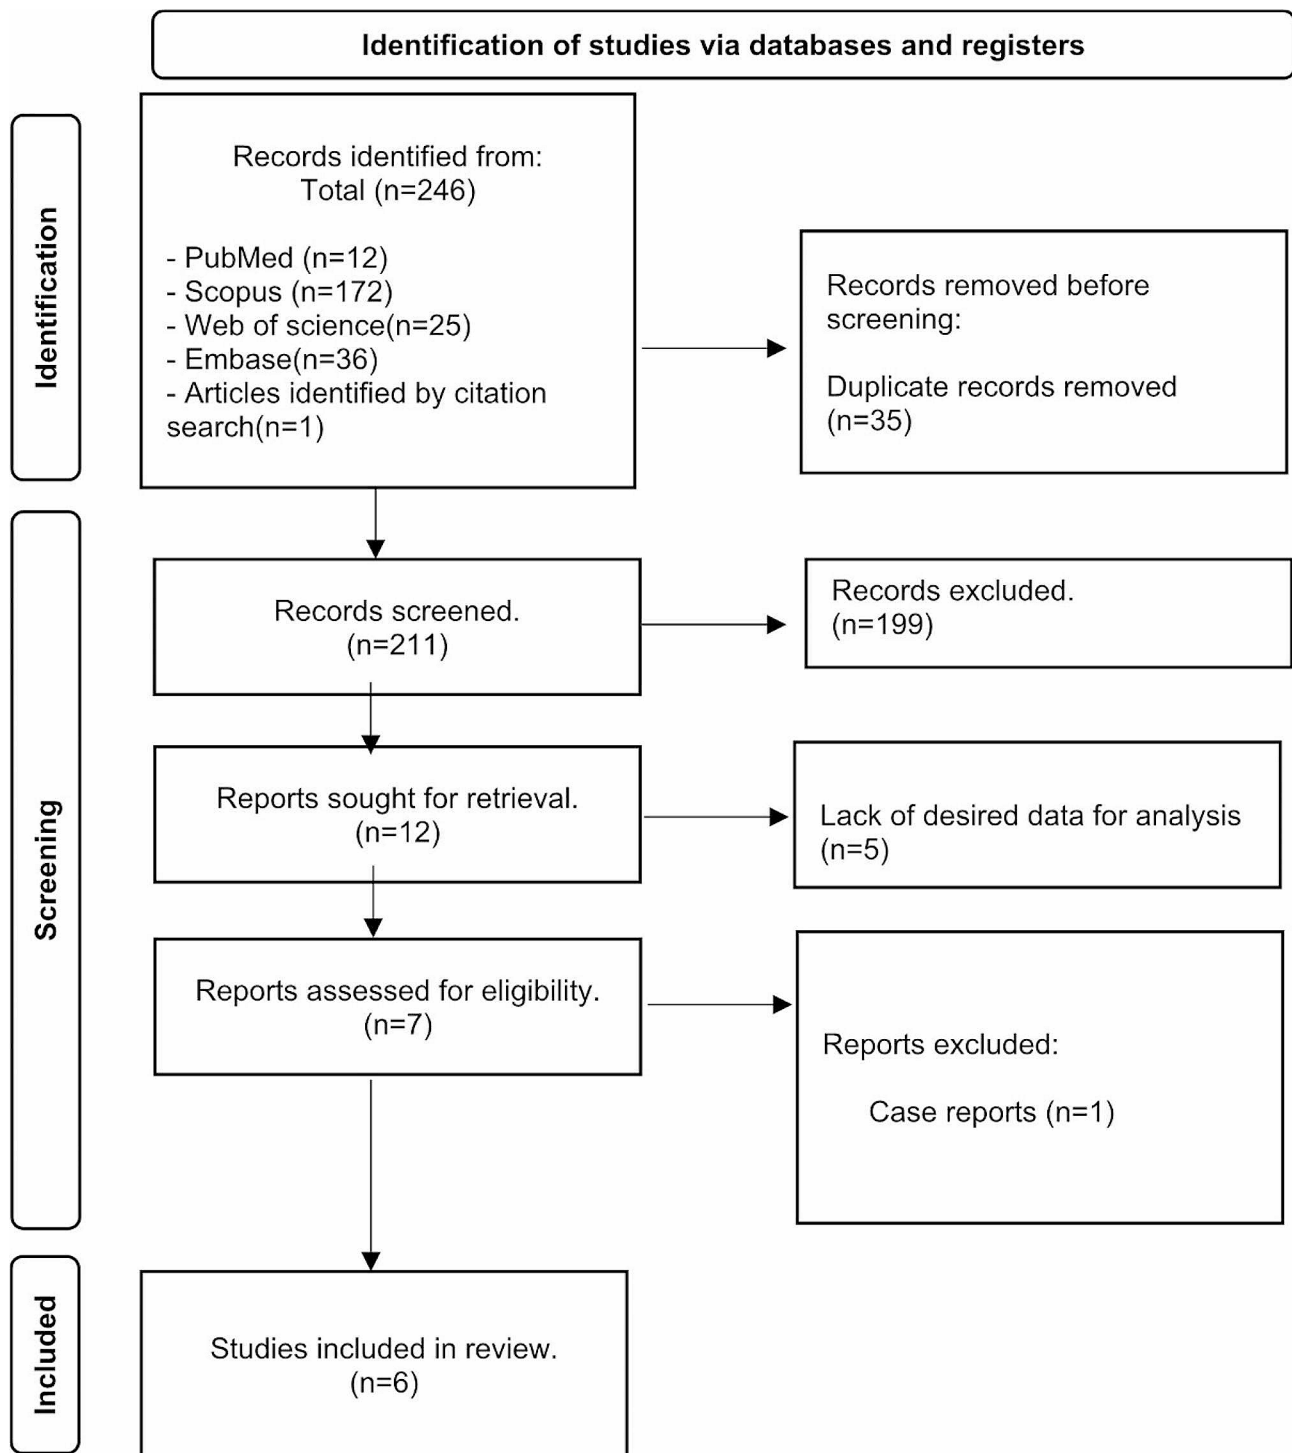 Identification of studies via databases and registers
Identification
Records identified from:
Total (n=246)
- PubMed (n=12)
- Scopus (n=172)
- Web of science(n=25)
- Embase(n=36)
- Articles identified by citation
search(n=1)
Records removed before
screening:
Duplicate records removed
(n=35)
Screening
Records screened.
(n=211)
Records excluded.
(n=199)
Reports sought for retrieval.
(n=12)
Lack of desired data for analysis
(n=5)
Reports assessed for eligibility.
(n=7)
Reports excluded:
Case reports (n=1)
Included
Studies included in review.
(n=6)